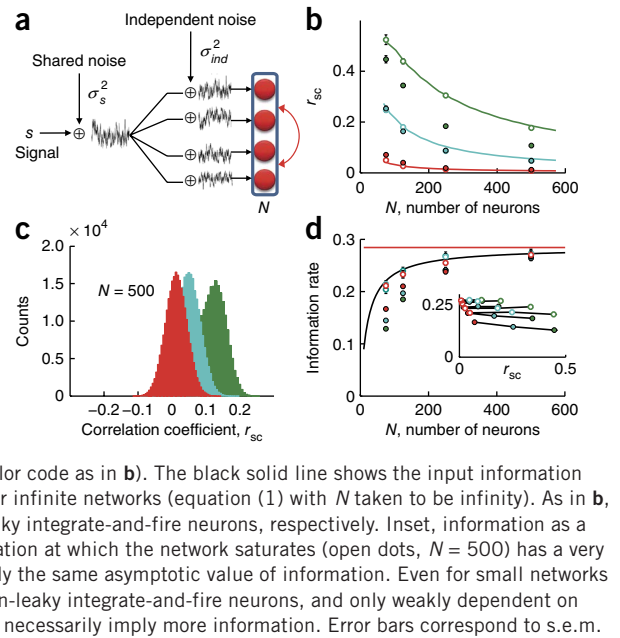 a
Independent noise
σ²ind
Shared noise
σ²s
s
Signal
N
b
rsc
0.4
0.2
0
0 200 400 600
N, number of neurons
c
× 10⁴
2.0
1.5
1.0
0.5
0
Counts
N = 500
−0.2 −0.1 0 0.1 0.2
Correlation coefficient, rsc
d
0.3
0.2
0.1
0
Information rate
0.25
0
0 0.5
rsc
0 200 400 600
N, number of neurons
lor code as in b). The black solid line shows the input information
r infinite networks (equation (1) with N taken to be infinity). As in b,
ky integrate-and-fire neurons, respectively. Inset, information as a
ation at which the network saturates (open dots, N = 500) has a very
ly the same asymptotic value of information. Even for small networks
n-leaky integrate-and-fire neurons, and only weakly dependent on
necessarily imply more information. Error bars correspond to s.e.m.